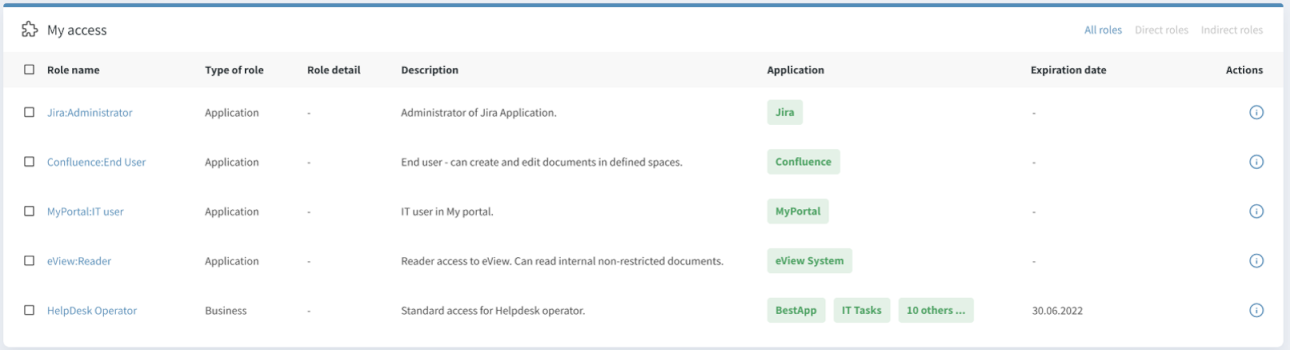 My access
All roles Direct roles Indirect roles
Role name Type of role Role detail Description Application Expiration date Actions
Jira:Administrator Application - Administrator of Jira Application. Jira -
Confluence:End User Application - End user - can create and edit documents in defined spaces. Confluence -
MyPortal:IT user Application - IT user in My portal. MyPortal -
eView:Reader Application - Reader access to eView. Can read internal non-restricted documents. eView System -
HelpDesk Operator Business - Standard access for Helpdesk operator. BestApp IT Tasks 10 others ... 30.06.2022